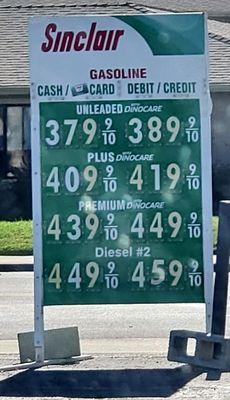 Sinclair
GASOLINE
CASH / CARD DEBIT / CREDIT
UNLEADED DINOCARE
379 9/10 389 9/10
PLUS DINOCARE
409 9/10 419 9/10
PREMIUM DINOCARE
439 9/10 449 9/10
Diesel #2
449 9/10 459 9/10